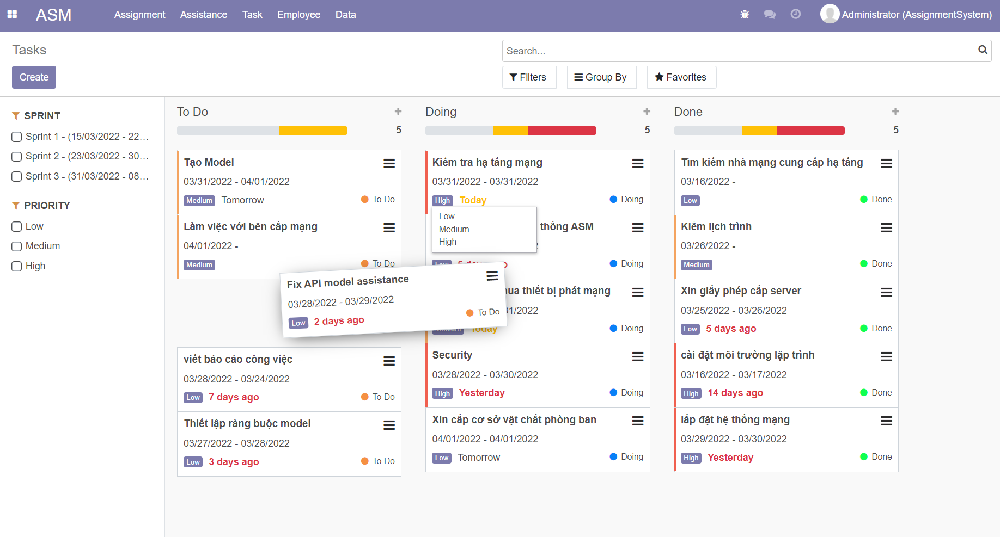 ASM
Assignment
Assistance
Task
Employee
Data
Administrator (AssignmentSystem)
Tasks
Search...
Create
Filters
Group By
Favorites
SPRINT
Sprint 1 - (15/03/2022 - 22...
Sprint 2 - (23/03/2022 - 30...
Sprint 3 - (31/03/2022 - 08...
PRIORITY
Low
Medium
High
To Do
5
Tạo Model
03/31/2022 - 04/01/2022
Medium Tomorrow
To Do
Làm việc với bên cấp mạng
04/01/2022 -
Medium
To Do
Fix API model assistance
03/28/2022 - 03/29/2022
Low 2 days ago
To Do
viết báo cáo công việc
03/28/2022 - 03/24/2022
Low 7 days ago
To Do
Thiết lập ràng buộc model
03/27/2022 - 03/28/2022
Low 3 days ago
To Do
Doing
5
Kiểm tra hạ tầng mạng
03/31/2022 - 03/31/2022
High Today
Doing
Low
Medium
High
thống ASM
Doing
thiết bị phát mạng
Medium Today
Doing
Security
03/28/2022 - 03/30/2022
High Yesterday
Doing
Xin cấp cơ sở vật chất phòng ban
04/01/2022 - 04/01/2022
Low Tomorrow
Doing
Done
5
Tìm kiếm nhà mạng cung cấp hạ tầng
03/16/2022 -
Low
Done
Kiểm lịch trình
03/26/2022 -
Medium
Done
Xin giấy phép cấp server
03/25/2022 - 03/26/2022
Low 5 days ago
Done
cài đặt môi trường lập trình
03/16/2022 - 03/17/2022
High 14 days ago
Done
lắp đặt hệ thống mạng
03/29/2022 - 03/30/2022
High Yesterday
Done